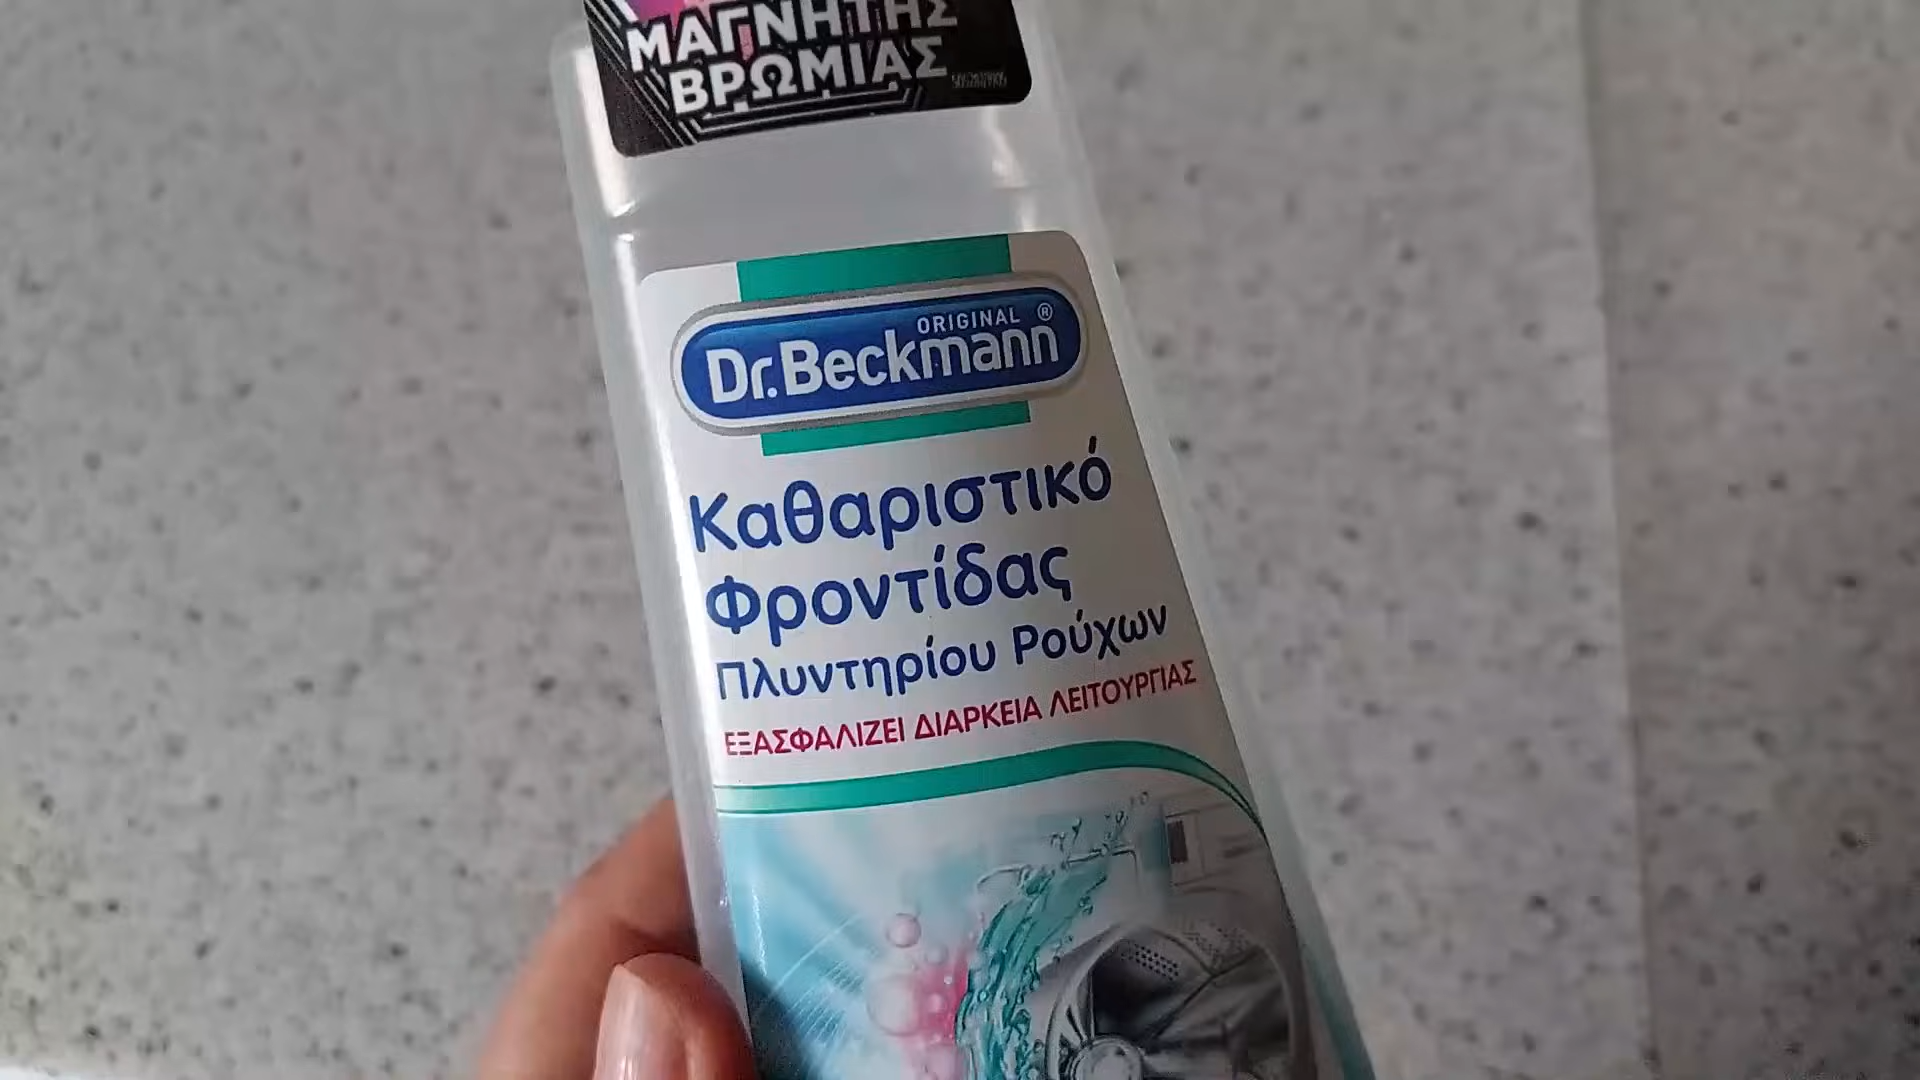 ΜΑΓΝΗΤΗΣ
ΒΡΩΜΙΑΣ
ORIGINAL ®
Dr.Beckmann
Καθαριστικό
Φροντίδας
Πλυντηρίου Ρούχων
ΕΞΑΣΦΑΛΙΖΕΙ ΔΙΑΡΚΕΙΑ ΛΕΙΤΟΥΡΓΙΑΣ